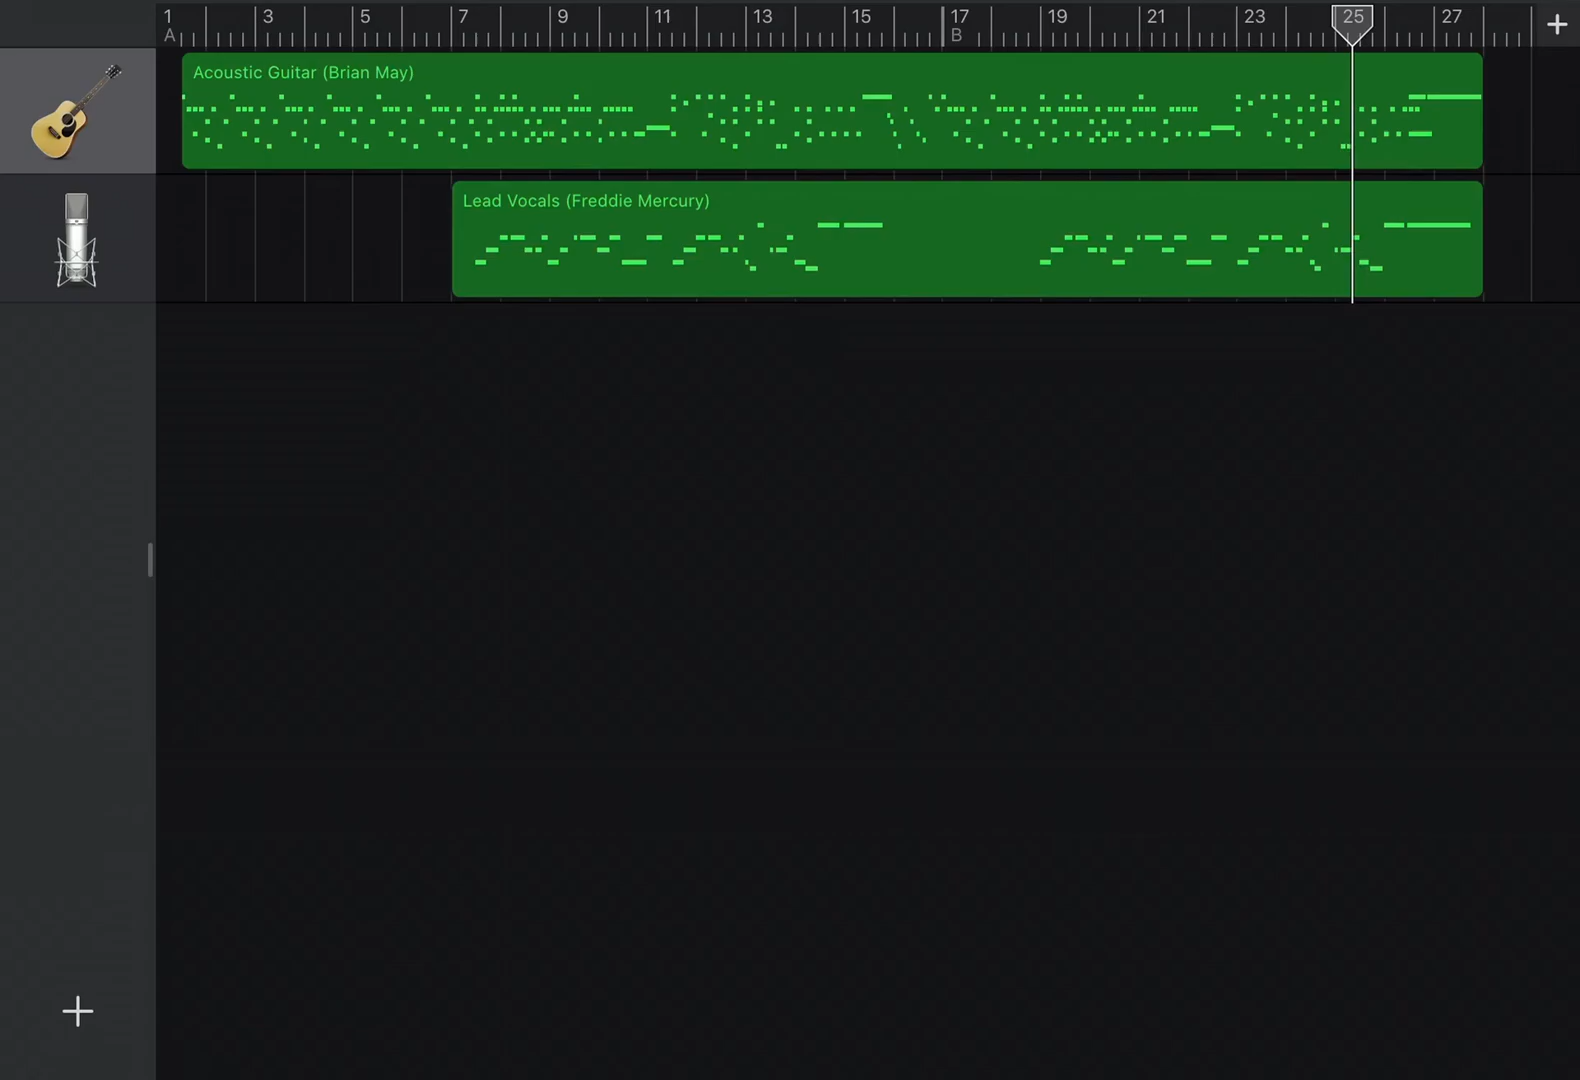 1 3 5 7 9 11 13 15 17 19 21 23 25 27
A B
Acoustic Guitar (Brian May)
Lead Vocals (Freddie Mercury)